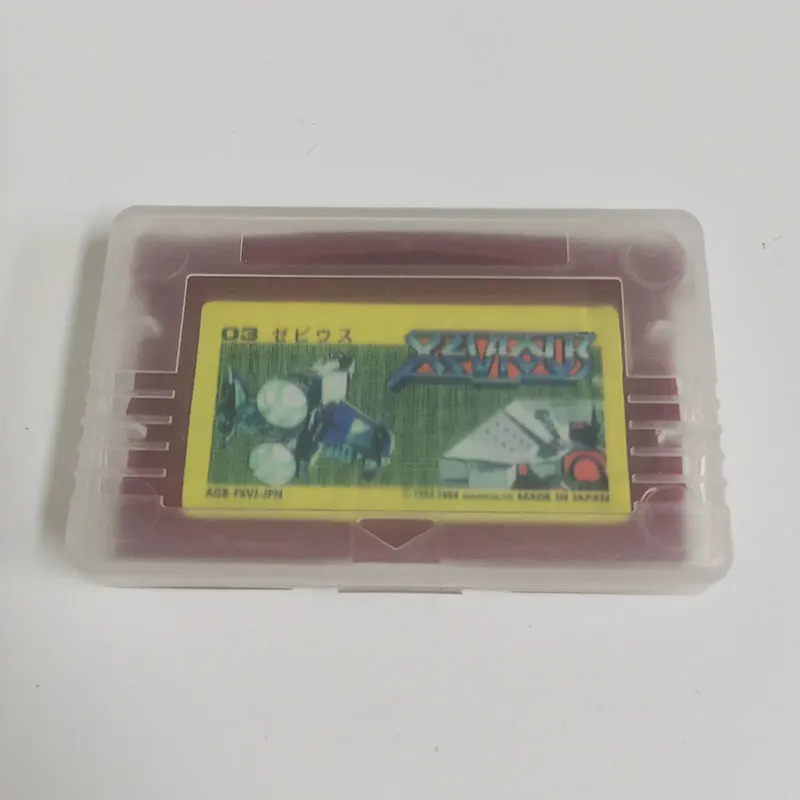 03 ゼビウス
XEVIOUS
AGB-FXVJ-JPN
MADE IN JAPAN